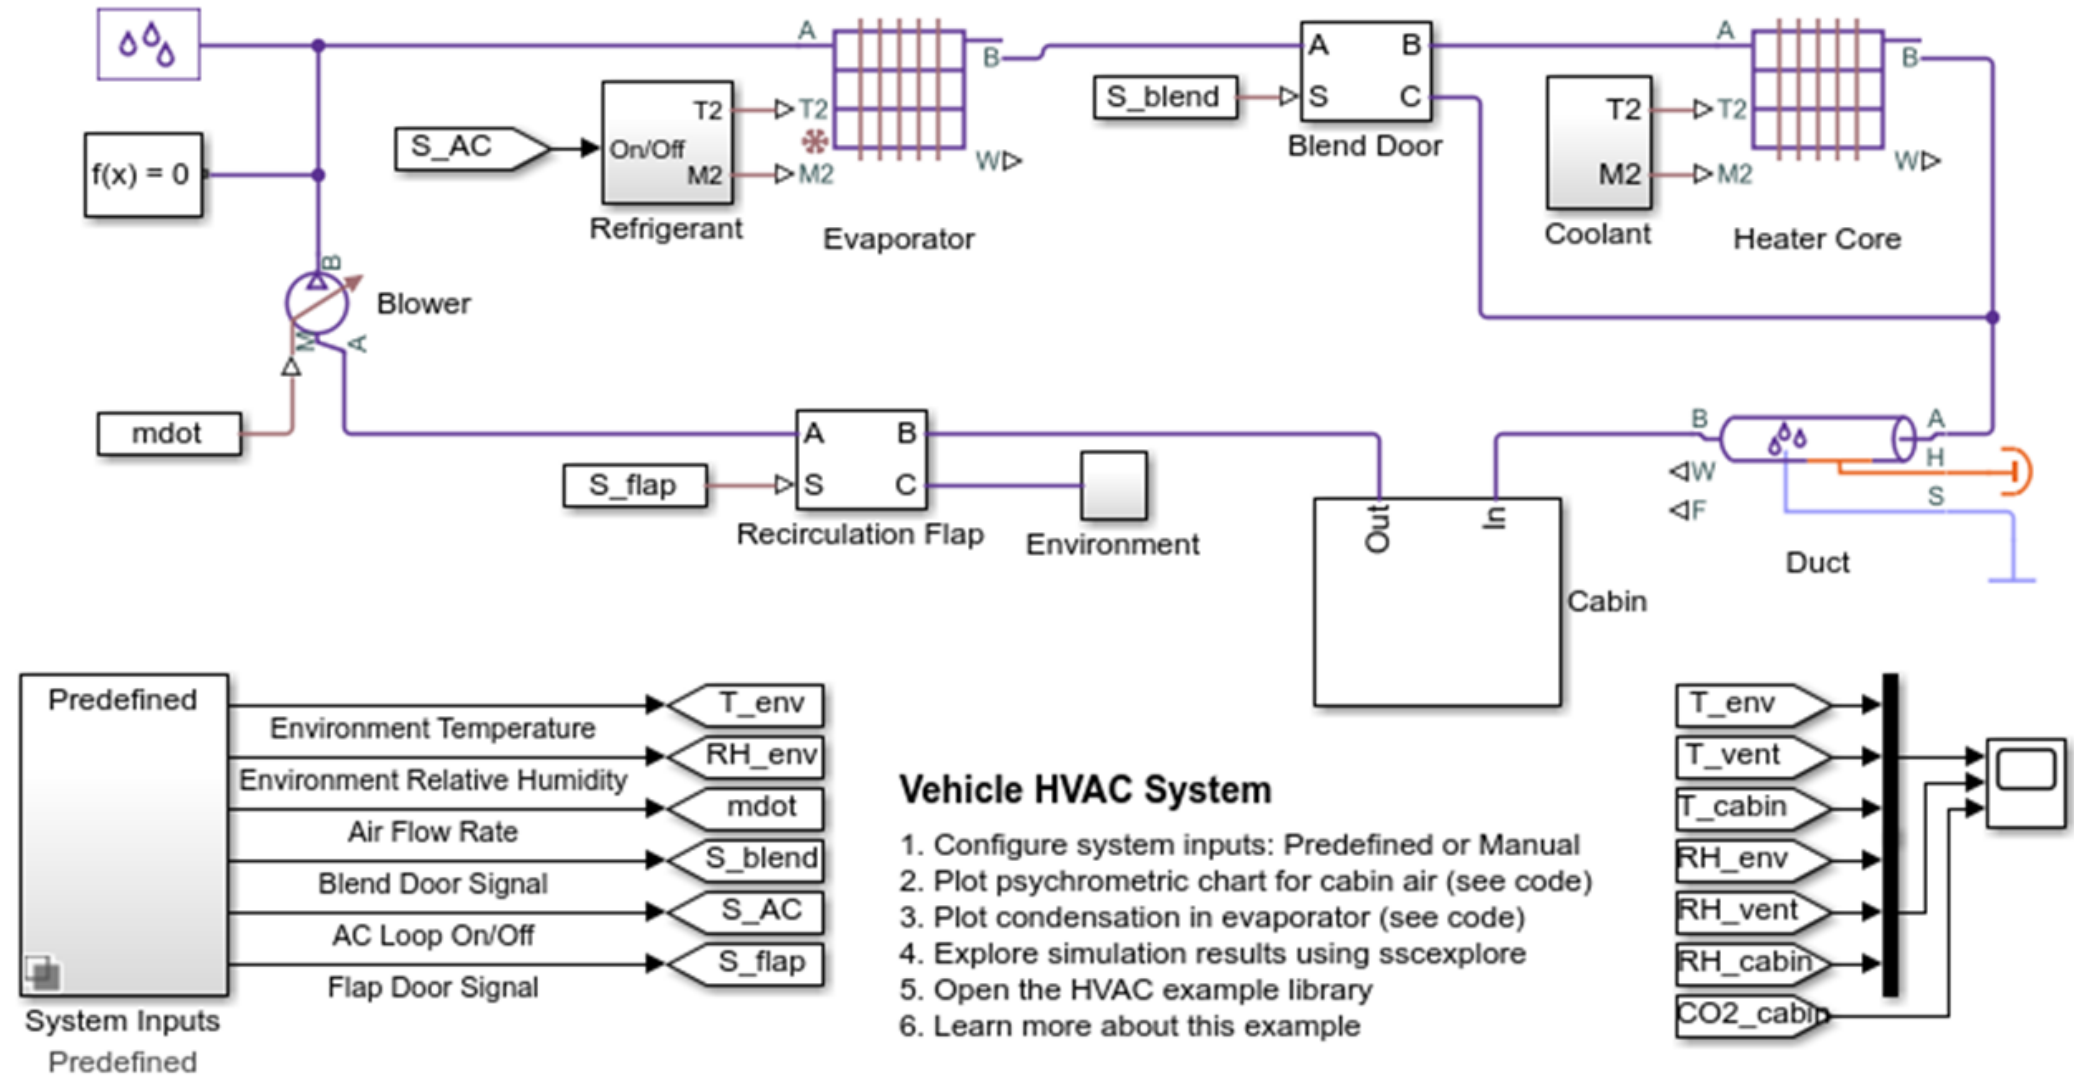 A
B
A
B
S_blend
S
C
Blend Door
A
B
T2
T2
S_AC
On/Off
M2
M2
W
Refrigerant
Evaporator
T2
T2
M2
M2
W
Coolant
Heater Core
f(x) = 0
B
Blower
M
A
mdot
A
B
S_flap
S
C
Recirculation Flap
Environment
Out
In
Cabin
B
A
W
H
F
S
Duct
Predefined
Environment Temperature
Environment Relative Humidity
Air Flow Rate
Blend Door Signal
AC Loop On/Off
Flap Door Signal
System Inputs
Predefined
T_env
RH_env
mdot
S_blend
S_AC
S_flap
Vehicle HVAC System
1. Configure system inputs: Predefined or Manual
2. Plot psychrometric chart for cabin air (see code)
3. Plot condensation in evaporator (see code)
4. Explore simulation results using sscexplore
5. Open the HVAC example library
6. Learn more about this example
T_env
T_vent
T_cabin
RH_env
RH_vent
RH_cabin
CO2_cabin